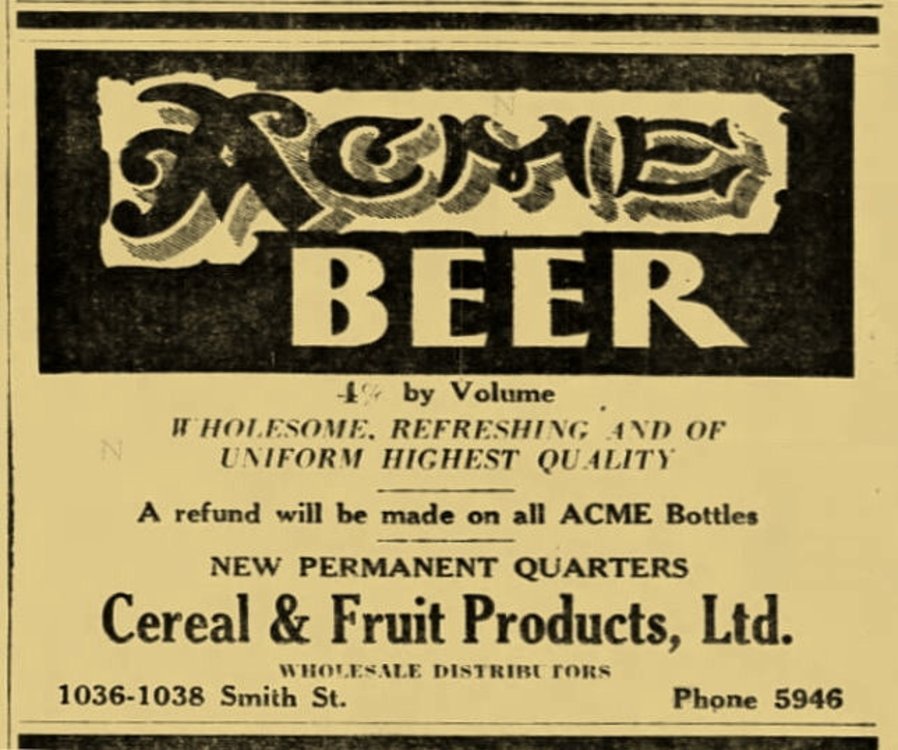 ACME
BEER
4% by Volume
WHOLESOME, REFRESHING AND OF
UNIFORM HIGHEST QUALITY
A refund will be made on all ACME Bottles
NEW PERMANENT QUARTERS
Cereal & Fruit Products, Ltd.
WHOLESALE DISTRIBUTORS
1036-1038 Smith St.
Phone 5946